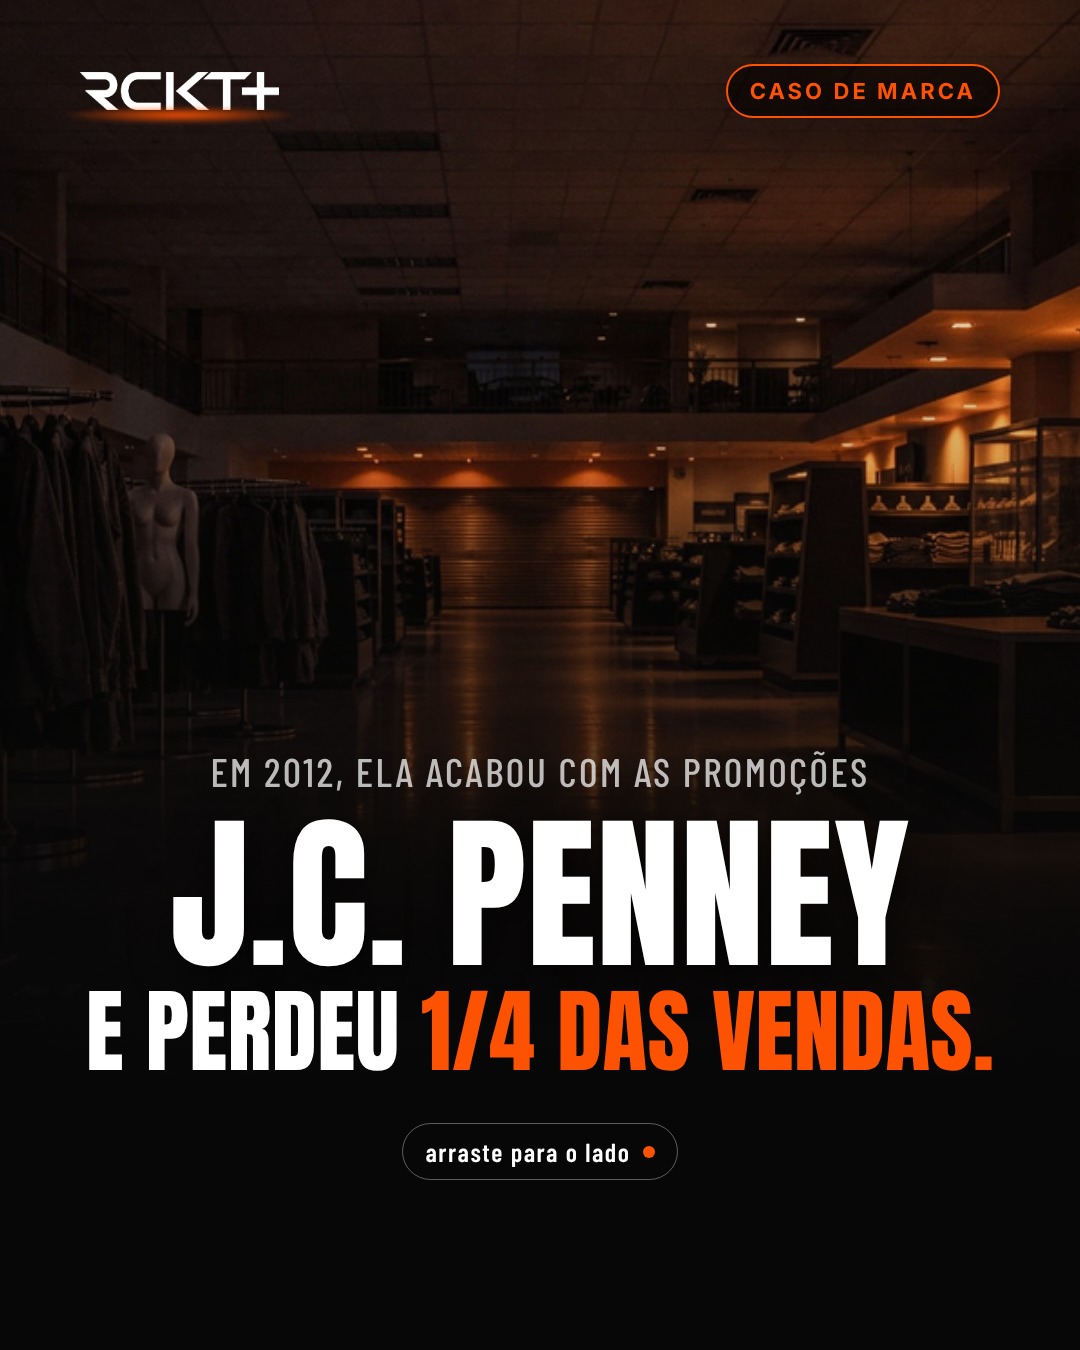 RCKT+
CASO DE MARCA
EM 2012, ELA ACABOU COM AS PROMOÇÕES
J.C. PENNEY
E PERDEU 1/4 DAS VENDAS.
arraste para o lado